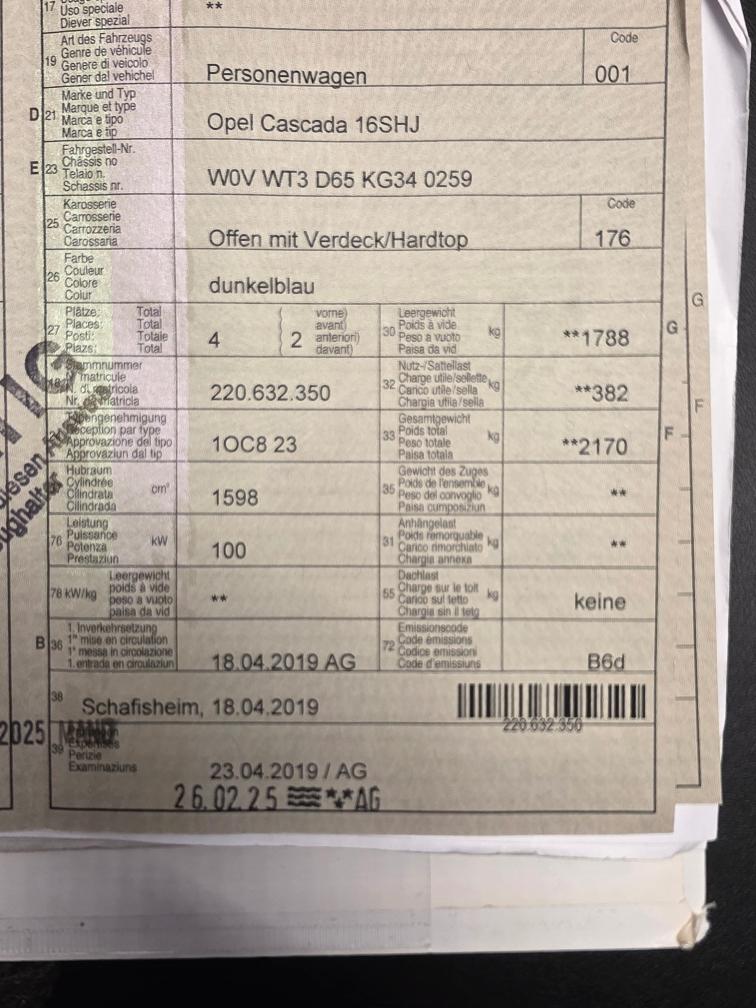 17 Uso speciale **
Diever spezial
Art des Fahrzeugs Code
Genre de véhicule
19 Genere di veicolo
Gener dal vehichel Personenwagen 001
Marke und Typ
D 21 Marque et type
Marca e tipo Opel Cascada 16SHJ
Marca e tip
Fahrgestell-Nr.
E 23 Châssis no
Telaio n. W0V WT3 D65 KG34 0259
Schassis nr.
Karosserie Code
25 Carrosserie
Carrozzeria
Carossaria Offen mit Verdeck/Hardtop 176
Farbe
26 Couleur
Colore dunkelblau
Colur
Plätze: Total vorne) Leergewicht
27 Places: Total avant) 30 Poids à vide kg
Posti: Totale 4 2 anteriori) Peso a vuoto **1788 G
Plazs: Total davant) Paisa da vid
Stammnummer Nutz-/Sattellast
matricule 32 Charge utile/sellette kg
N. di matricola 220.632.350 Carico utile/sella **382
Nr. matricla Chargia utila/sella
Typengenehmigung Gesamtgewicht
Réception par type 33 Poids total kg F
Approvazione del tipo 1OC8 23 Peso totale **2170
Approvaziun dal tip Paisa totala
Hubraum Gewicht des Zuges
Cylindrée cm³ 35 Poids de l'ensemble kg
Cilindrata 1598 Peso del convoglio **
Cilindrada Paisa cumposiziun
Leistung Anhängelast
76 Puissance kW 31 Poids remorquable kg
Potenza 100 Carico rimorchiato **
Prestaziun Chargia annexa
Leergewicht Dachlast
78 kW/kg poids à vide 55 Charge sur le toit kg
peso a vuoto ** Carico sul tetto keine
paisa da vid Chargia sin il tetg
1. Inverkehrsetzung Emissionscode
B 36 1re mise en circulation 72 Code émissions
1a messa in circolazione Codice emissioni
1. entrada en circulaziun 18.04.2019 AG Code d'emissiuns B6d
38 Schafisheim, 18.04.2019
220.632.350
2025
39 Expertises
Perizie
Examinaziuns 23.04.2019 / AG
26.02.25 AG
G
F
diesen